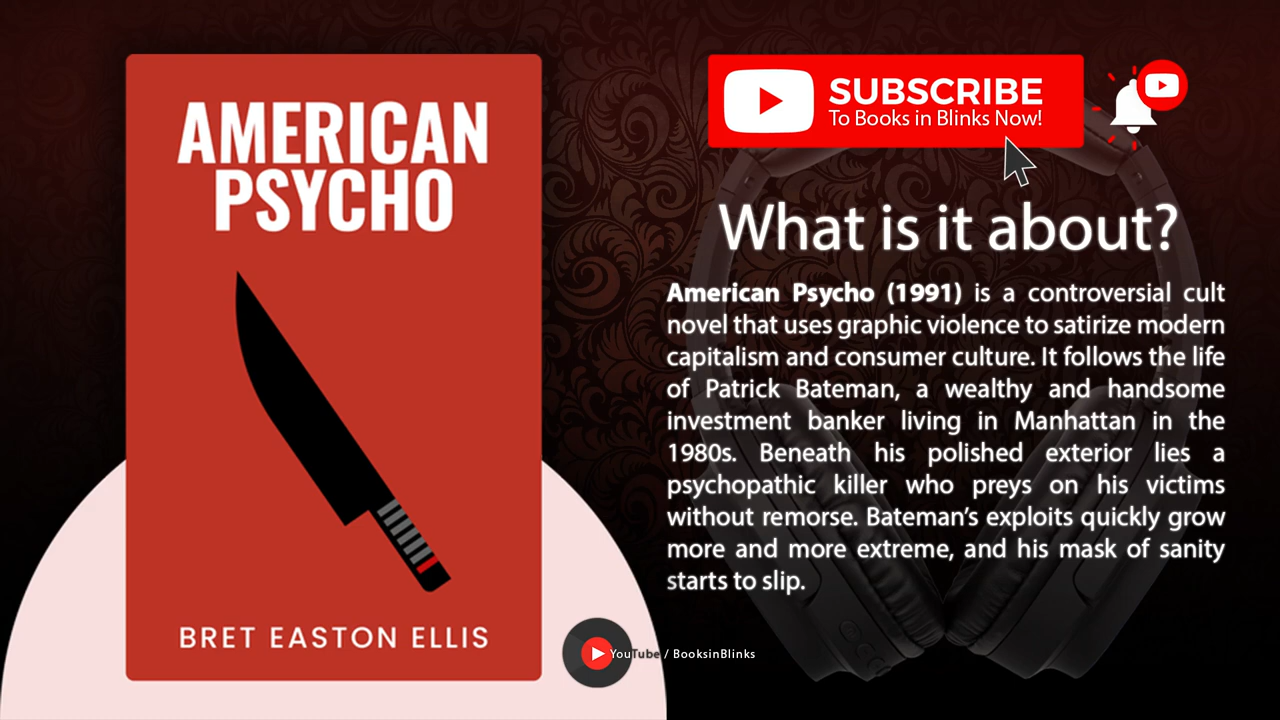 AMERICAN
PSYCHO
BRET EASTON ELLIS
SUBSCRIBE
To Books in Blinks Now!
What is it about?
American Psycho (1991) is a controversial cult
novel that uses graphic violence to satirize modern
capitalism and consumer culture. It follows the life
of Patrick Bateman, a wealthy and handsome
investment banker living in Manhattan in the
1980s. Beneath his polished exterior lies a
psychopathic killer who preys on his victims
without remorse. Bateman’s exploits quickly grow
more and more extreme, and his mask of sanity
starts to slip.
YouTube / BooksinBlinks